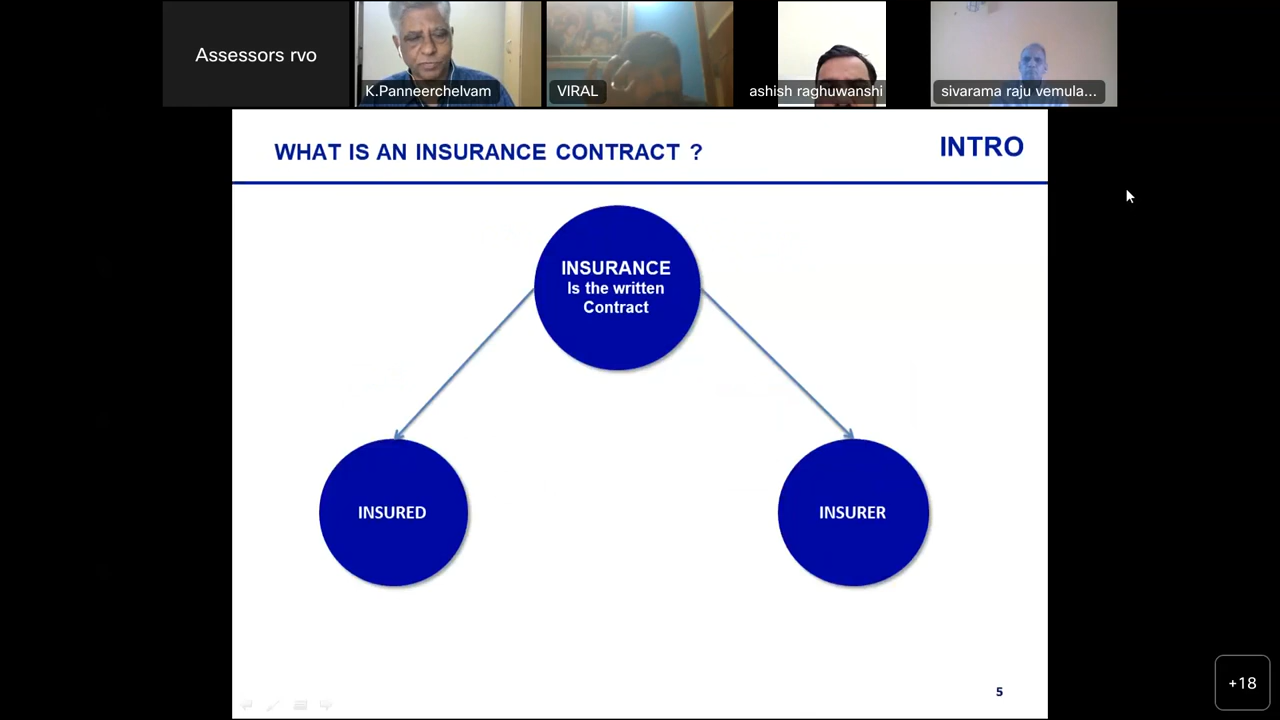 Assessors rvo
K.Panneerchelvam
VIRAL
ashish raghuwanshi
sivarama raju vemula...
WHAT IS AN INSURANCE CONTRACT ?
INTRO
INSURANCE
Is the written
Contract
INSURED
INSURER
5
+18